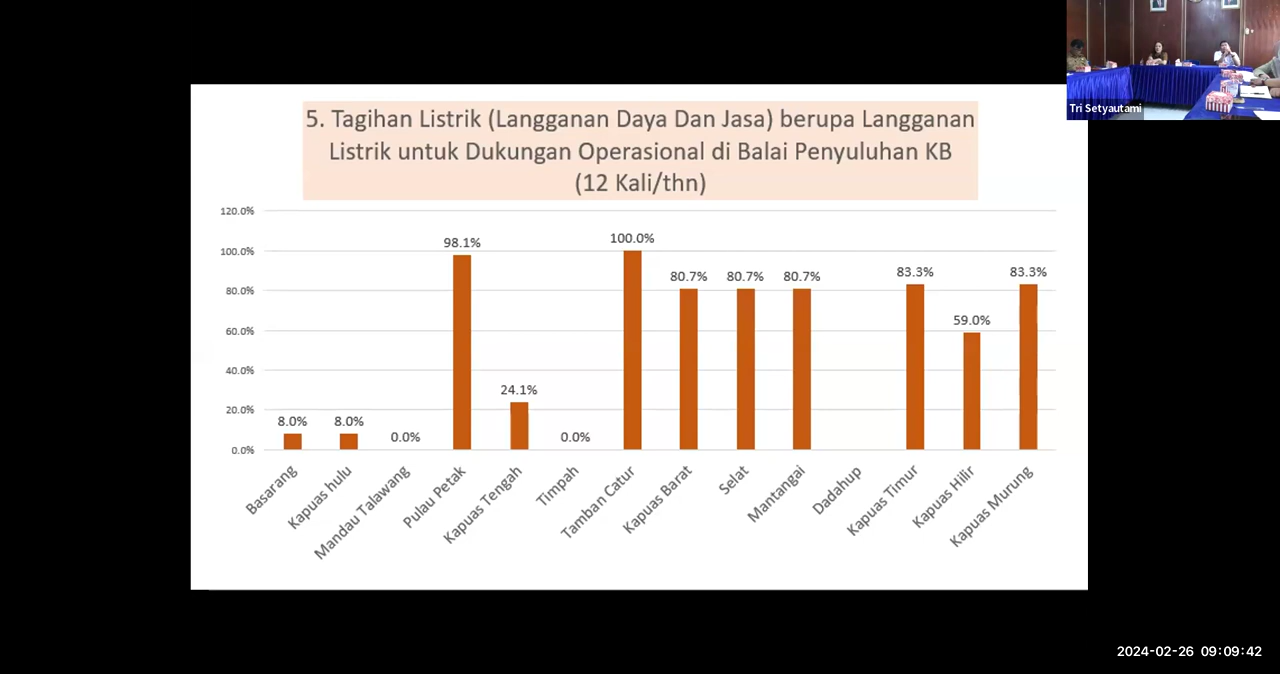 Tri Setyautami
5. Tagihan Listrik (Langganan Daya Dan Jasa) berupa Langganan
Listrik untuk Dukungan Operasional di Balai Penyuluhan KB
(12 Kali/thn)
120.0%
100.0%
80.0%
60.0%
40.0%
20.0%
0.0%
8.0%
8.0%
0.0%
98.1%
24.1%
0.0%
100.0%
80.7%
80.7%
80.7%
83.3%
59.0%
83.3%
Basarang
Kapuas hulu
Mandau Talawang
Pulau Petak
Kapuas Tengah
Timpah
Tamban Catur
Kapuas Barat
Selat
Mantangai
Dadahup
Kapuas Timur
Kapuas Hilir
Kapuas Murung
2024-02-26 09:09:42